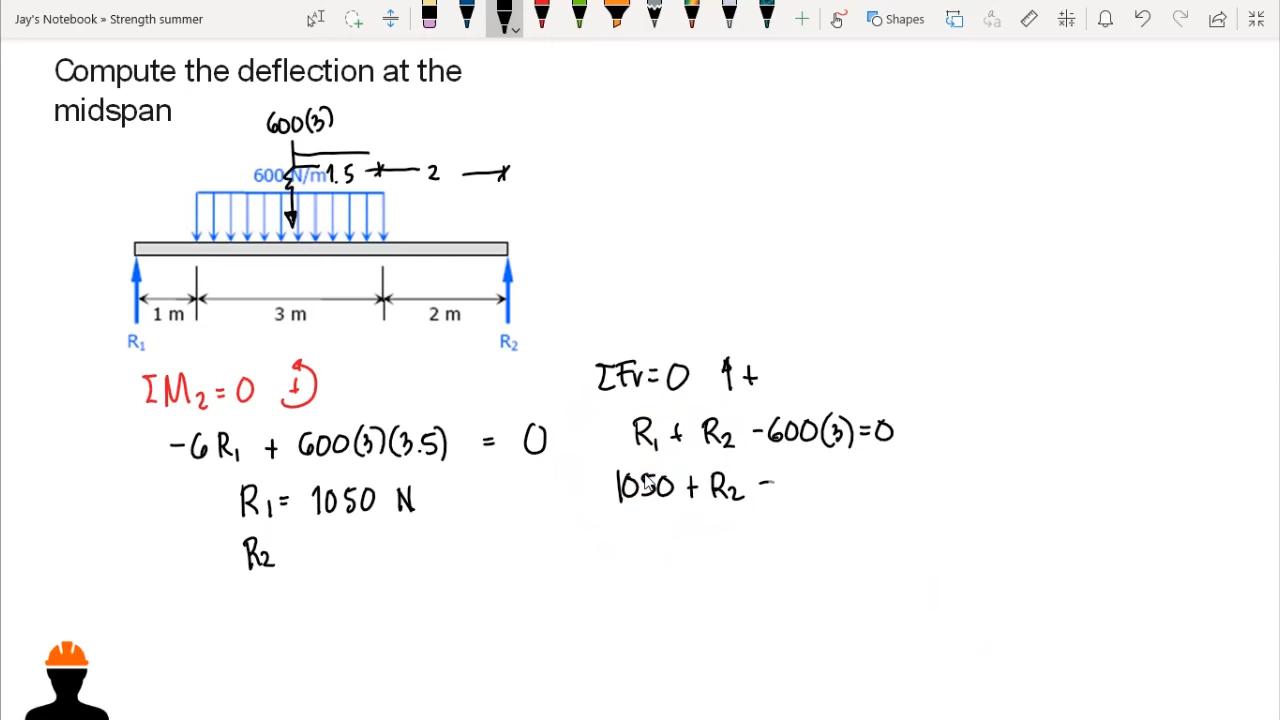 Jay's Notebook » Strength summer
Shapes
Compute the deflection at the
midspan
600(3)
600 N/m 1.5 2
1 m 3 m 2 m
R₁ R₂
ΣM₂=0 +
-6R₁ + 600(3)(3.5) = 0
R₁= 1050 N
R₂
ΣFv=0 ↑+
R₁ + R₂ -600(3)=0
1050 + R₂ -